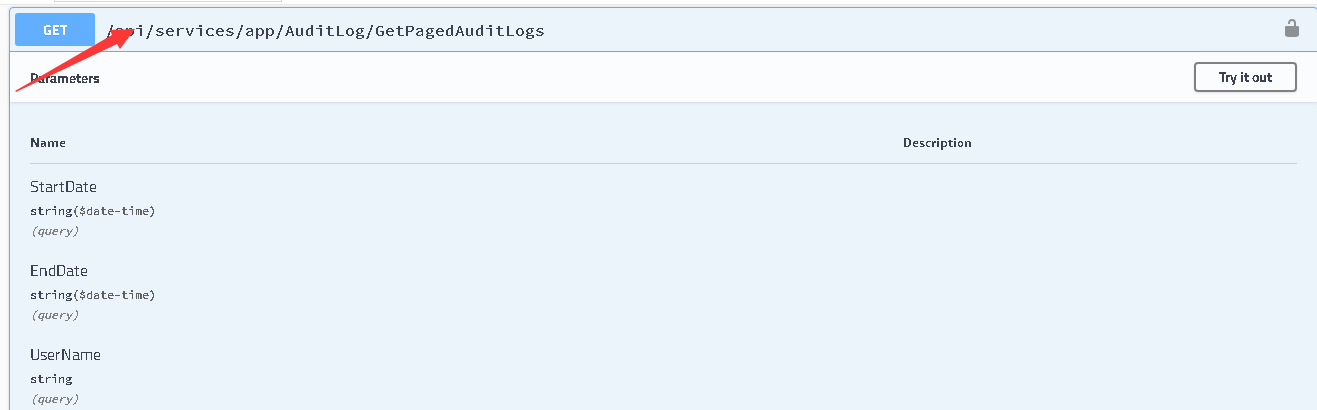 GET /api/services/app/AuditLog/GetPagedAuditLogs
Parameters Try it out
Name Description
StartDate
string($date-time)
(query)
EndDate
string($date-time)
(query)
UserName
string
(query)